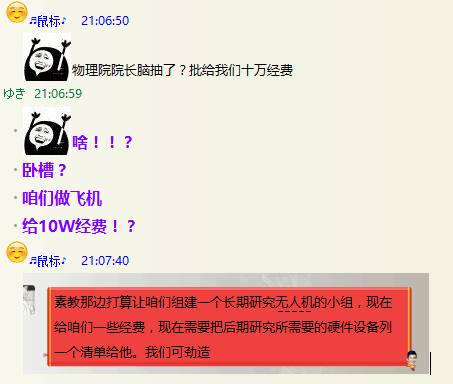 ♬鼠标♪ 21:06:50
物理院院长脑抽了？批给我们十万经费
ゆき 21:06:59
啥！！？
卧槽？
咱们做飞机
给10W经费！？
♬鼠标♪ 21:07:40
素教那边打算让咱们组建一个长期研究无人机的小组，现在
给咱们一些经费，现在需要把后期研究所需要的硬件设备列
一个清单给他。我们可劲造